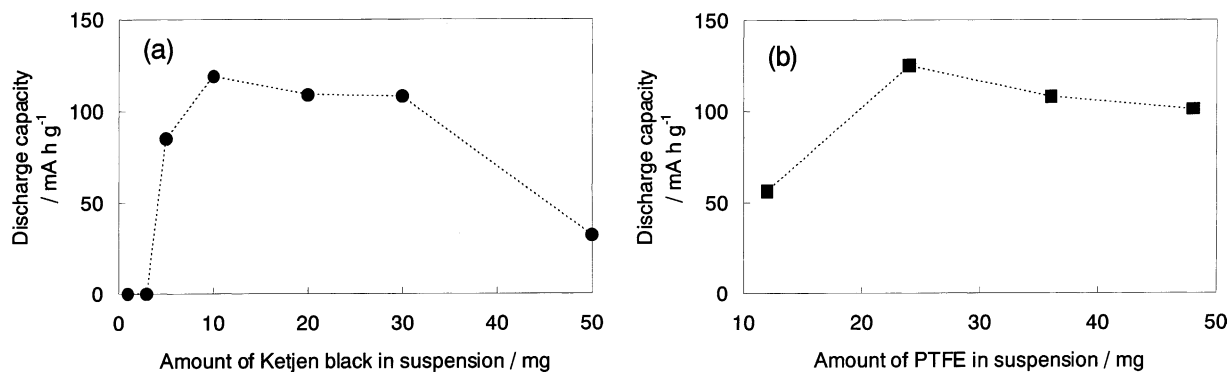 (a)
Discharge capacity
/ mA h g-1
150
100
50
0
0 10 20 30 40 50
Amount of Ketjen black in suspension / mg
(b)
Discharge capacity
/ mA h g-1
150
100
50
0
10 20 30 40 50
Amount of PTFE in suspension / mg